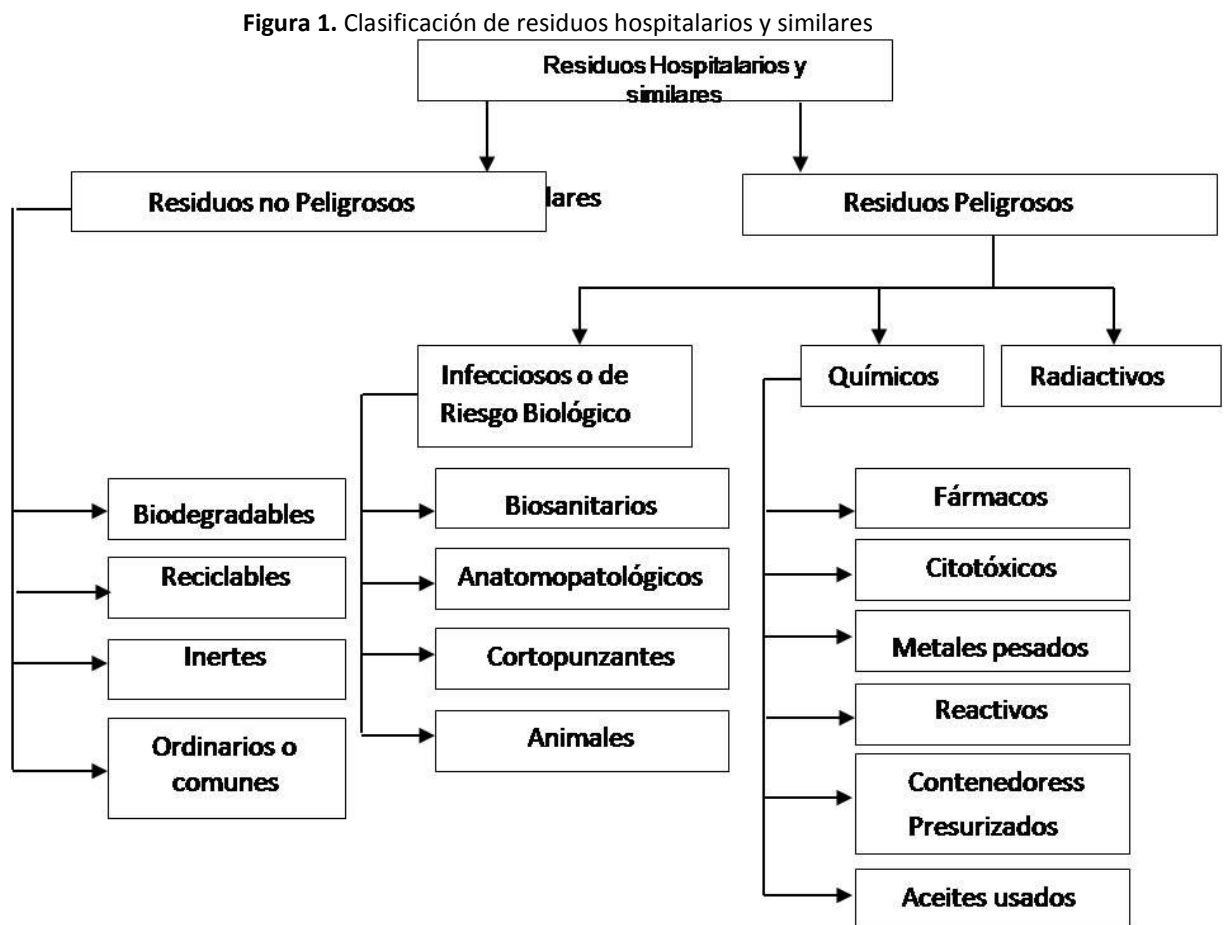 Figura 1. Clasificación de residuos hospitalarios y similares
Residuos Hospitalarios y
similares
Residuos no Peligrosos
lares
Residuos Peligrosos
Infecciosos o de
Riesgo Biológico
Químicos
Radiactivos
Biodegradables
Reciclables
Inertes
Ordinarios o
comunes
Biosanitarios
Anatomopatológicos
Cortopunzantes
Animales
Fármacos
Citotóxicos
Metales pesados
Reactivos
Contenedoress
Presurizados
Aceites usados